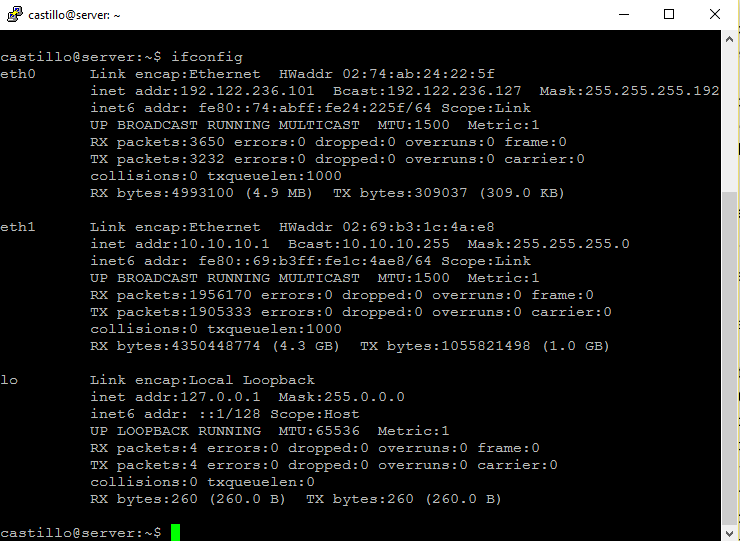 castillo@server: ~
castillo@server:~$ ifconfig
eth0      Link encap:Ethernet  HWaddr 02:74:ab:24:22:5f
          inet addr:192.122.236.101  Bcast:192.122.236.127  Mask:255.255.255.192
          inet6 addr: fe80::74:abff:fe24:225f/64 Scope:Link
          UP BROADCAST RUNNING MULTICAST  MTU:1500  Metric:1
          RX packets:3650 errors:0 dropped:0 overruns:0 frame:0
          TX packets:3232 errors:0 dropped:0 overruns:0 carrier:0
          collisions:0 txqueuelen:1000
          RX bytes:4993100 (4.9 MB)  TX bytes:309037 (309.0 KB)
eth1      Link encap:Ethernet  HWaddr 02:69:b3:1c:4a:e8
          inet addr:10.10.10.1  Bcast:10.10.10.255  Mask:255.255.255.0
          inet6 addr: fe80::69:b3ff:fe1c:4ae8/64 Scope:Link
          UP BROADCAST RUNNING MULTICAST  MTU:1500  Metric:1
          RX packets:1956170 errors:0 dropped:0 overruns:0 frame:0
          TX packets:1905333 errors:0 dropped:0 overruns:0 carrier:0
          collisions:0 txqueuelen:1000
          RX bytes:4350448774 (4.3 GB)  TX bytes:1055821498 (1.0 GB)
lo        Link encap:Local Loopback
          inet addr:127.0.0.1  Mask:255.0.0.0
          inet6 addr: ::1/128 Scope:Host
          UP LOOPBACK RUNNING  MTU:65536  Metric:1
          RX packets:4 errors:0 dropped:0 overruns:0 frame:0
          TX packets:4 errors:0 dropped:0 overruns:0 carrier:0
          collisions:0 txqueuelen:0
          RX bytes:260 (260.0 B)  TX bytes:260 (260.0 B)
castillo@server:~$